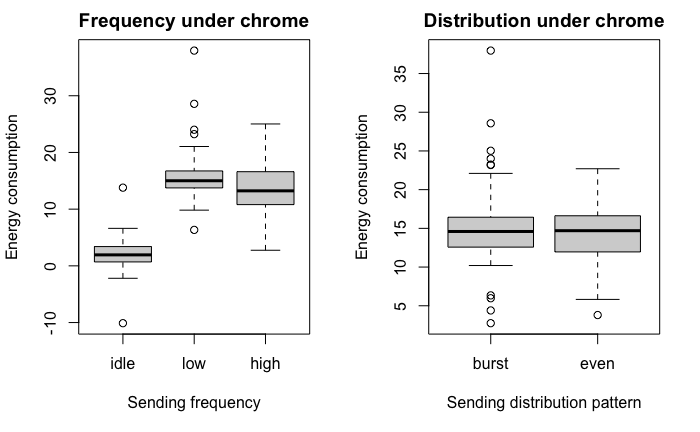 Frequency under chrome
Energy consumption
30
20
10
0
-10
idle low high
Sending frequency
Distribution under chrome
Energy consumption
35
30
25
20
15
10
5
burst even
Sending distribution pattern